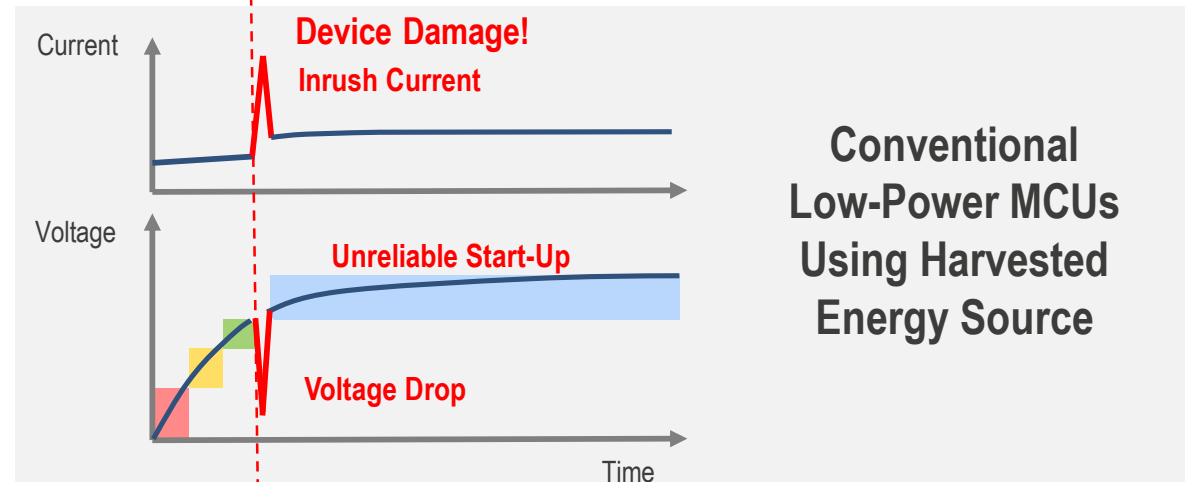 Current
Device Damage!
Inrush Current
Voltage
Unreliable Start-Up
Voltage Drop
Time
Conventional
Low-Power MCUs
Using Harvested
Energy Source